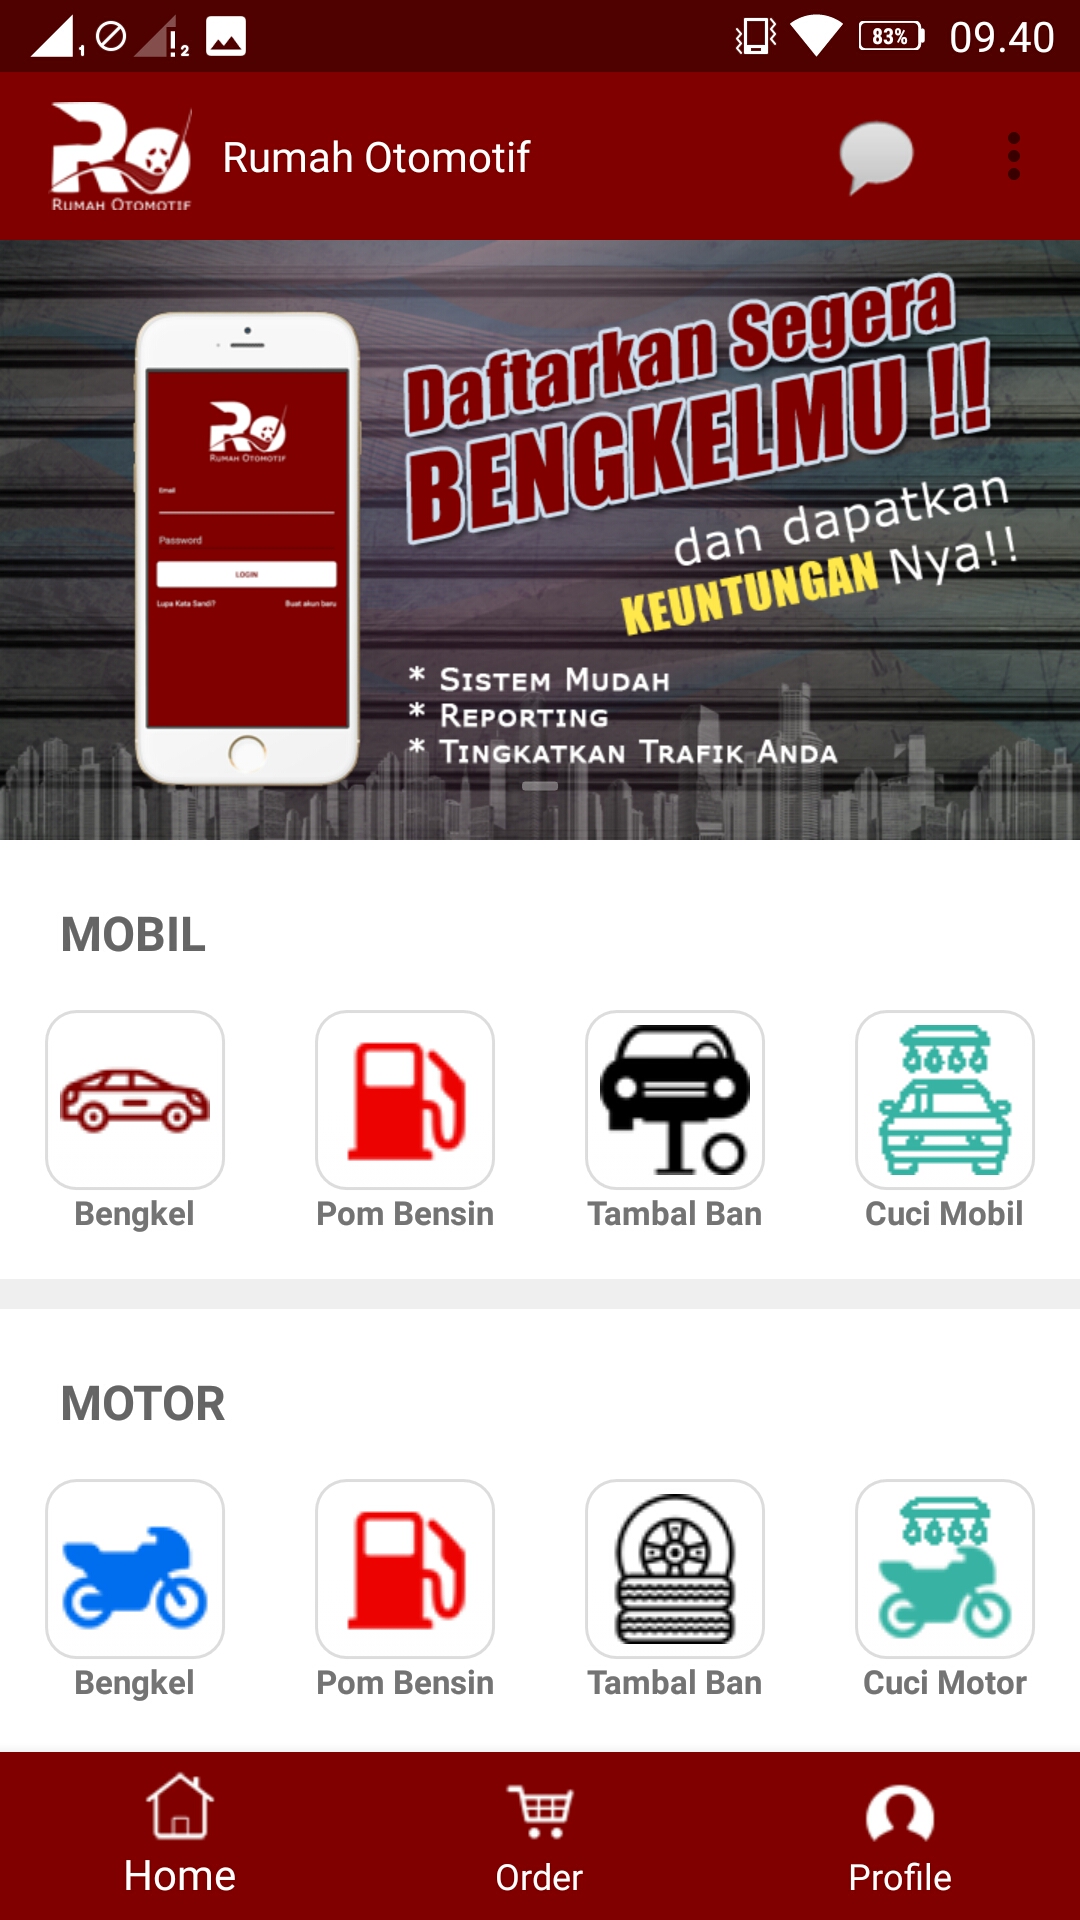 1 ! 2 83% 09.40
RUMAH OTOMOTIF
Rumah Otomotif
Daftarkan Segera
BENGKELMU !!
dan dapatkan
KEUNTUNGAN Nya!!
* SISTEM MUDAH
* REPORTING
* TINGKATKAN TRAFIK ANDA
RUMAH OTOMOTIF
Email
Password
LOGIN
Lupa Kata Sandi? Buat akun baru
MOBIL
Bengkel Pom Bensin Tambal Ban Cuci Mobil
MOTOR
Bengkel Pom Bensin Tambal Ban Cuci Motor
Home Order Profile